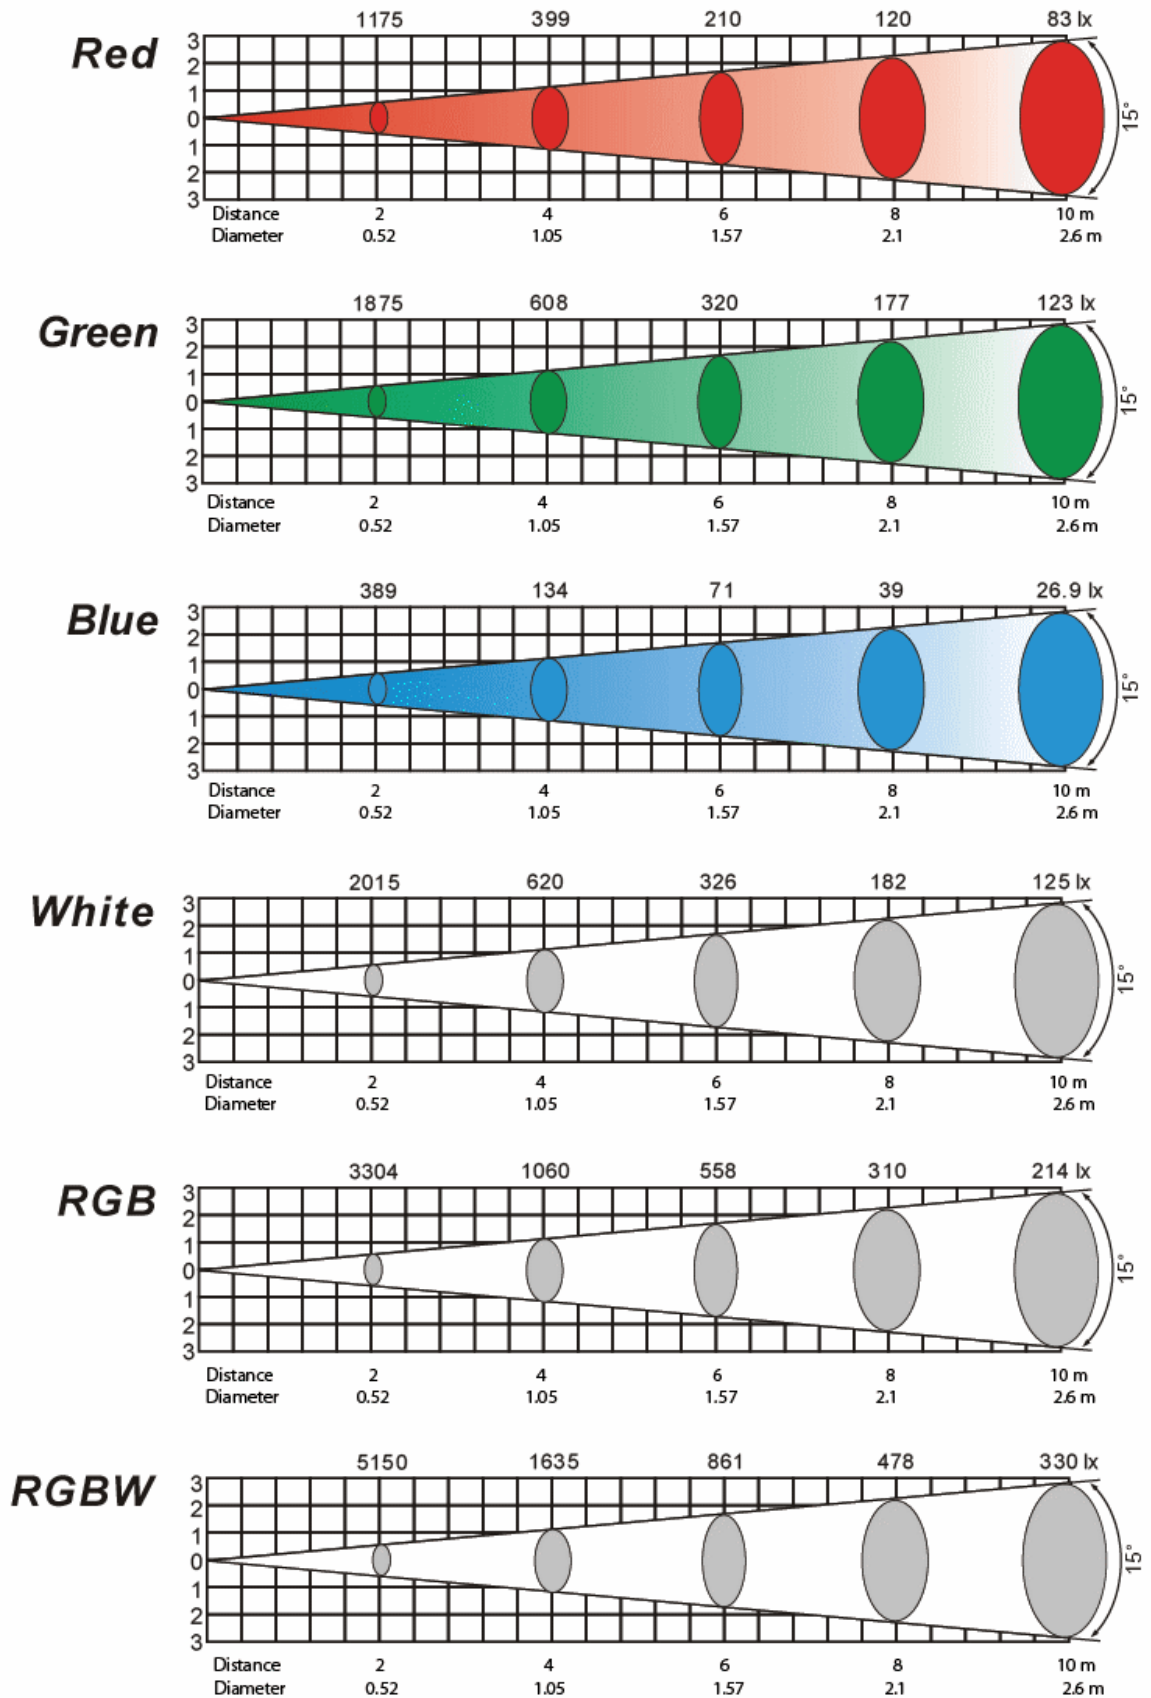 1175 399 210 120 83 lx
Red
3
2
1
0
1
2
3
15°
Distance 2 4 6 8 10 m
Diameter 0.52 1.05 1.57 2.1 2.6 m
1875 608 320 177 123 lx
Green
3
2
1
0
1
2
3
15°
Distance 2 4 6 8 10 m
Diameter 0.52 1.05 1.57 2.1 2.6 m
389 134 71 39 26.9 lx
Blue
3
2
1
0
1
2
3
15°
Distance 2 4 6 8 10 m
Diameter 0.52 1.05 1.57 2.1 2.6 m
2015 620 326 182 125 lx
White
3
2
1
0
1
2
3
15°
Distance 2 4 6 8 10 m
Diameter 0.52 1.05 1.57 2.1 2.6 m
3304 1060 558 310 214 lx
RGB
3
2
1
0
1
2
3
15°
Distance 2 4 6 8 10 m
Diameter 0.52 1.05 1.57 2.1 2.6 m
5150 1635 861 478 330 lx
RGBW
3
2
1
0
1
2
3
15°
Distance 2 4 6 8 10 m
Diameter 0.52 1.05 1.57 2.1 2.6 m